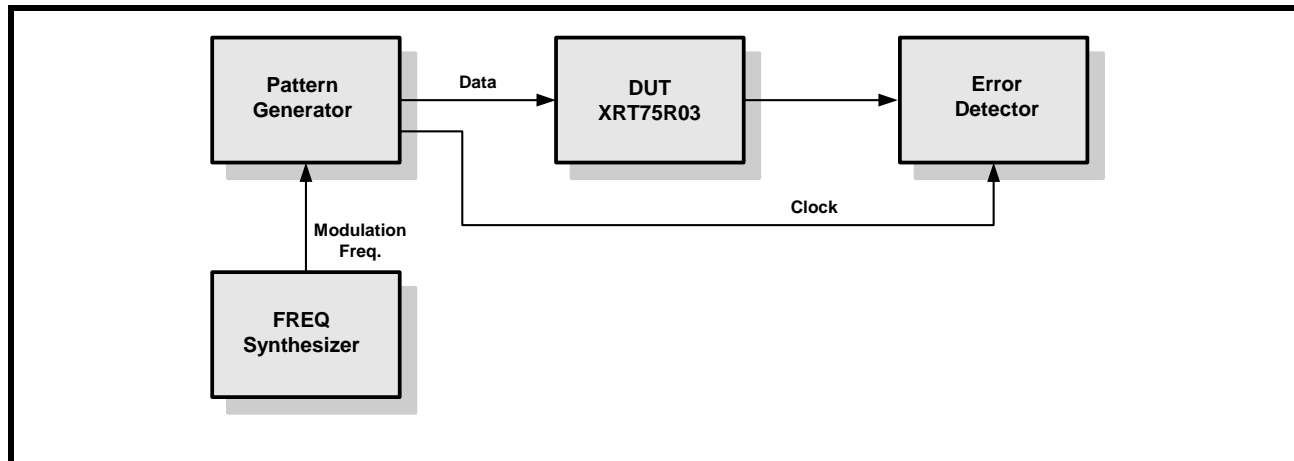 Pattern
Generator
Data
DUT
XRT75R03
Error
Detector
Clock
Modulation
Freq.
FREQ
Synthesizer